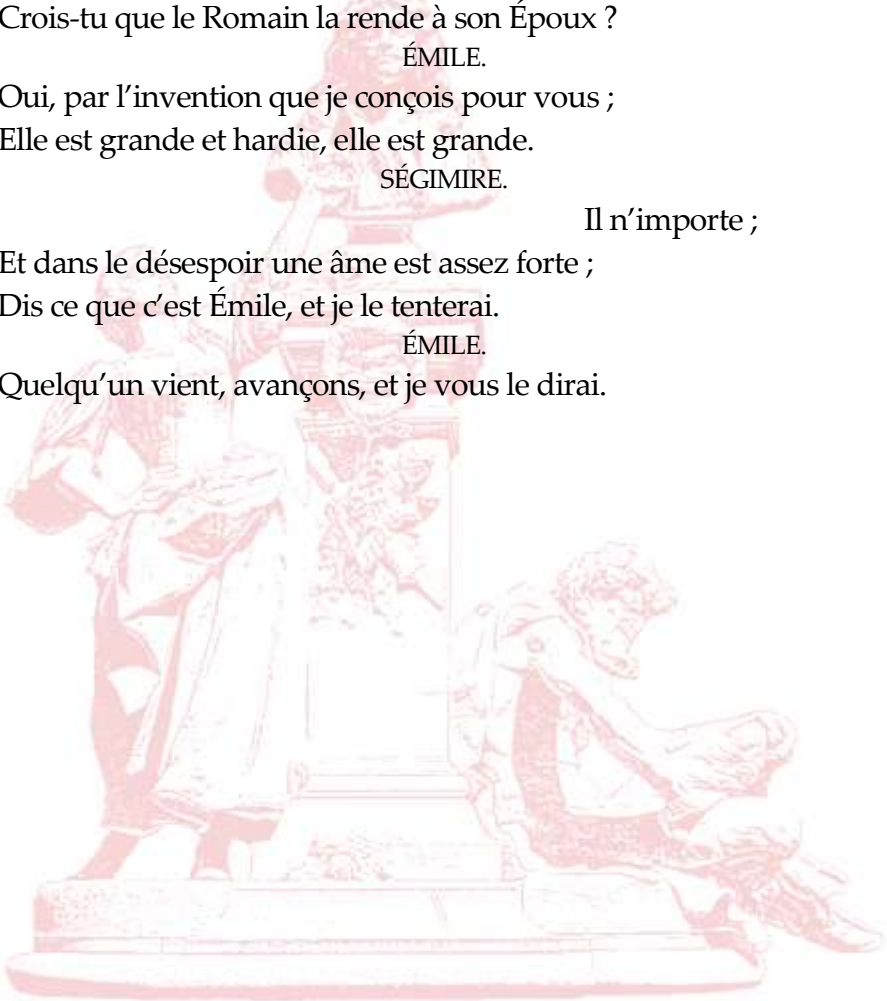 Crois-tu que le Romain la rende à son Époux ?
ÉMILE.
Oui, par l’invention que je conçois pour vous ;
Elle est grande et hardie, elle est grande.
SÉGIMIRE.
Il n’importe ;
Et dans le désespoir une âme est assez forte ;
Dis ce que c’est Émile, et je le tenterai.
ÉMILE.
Quelqu’un vient, avançons, et je vous le dirai.